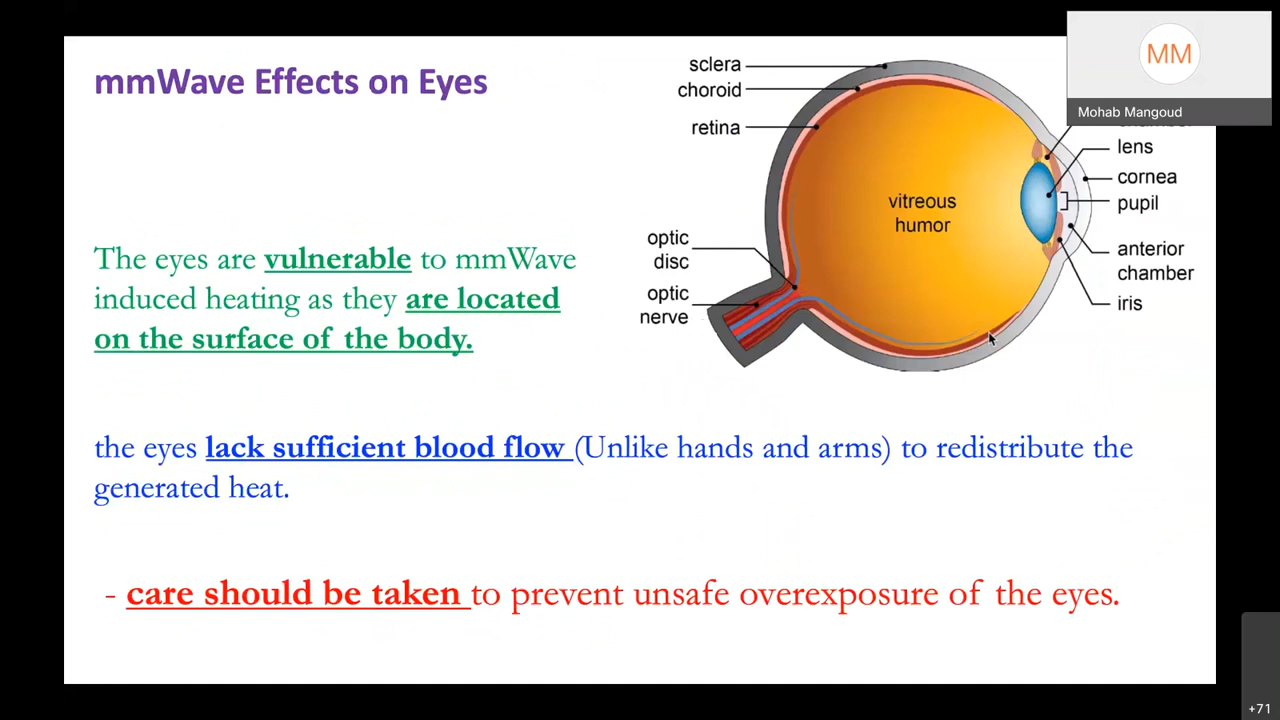 mmWave Effects on Eyes
MM
Mohab Mangoud
sclera
choroid
retina
lens
cornea
pupil
vitreous
humor
optic
disc
anterior
chamber
optic
nerve
iris
The eyes are vulnerable to mmWave
induced heating as they are located
on the surface of the body.
the eyes lack sufficient blood flow (Unlike hands and arms) to redistribute the
generated heat.
- care should be taken to prevent unsafe overexposure of the eyes.
+71